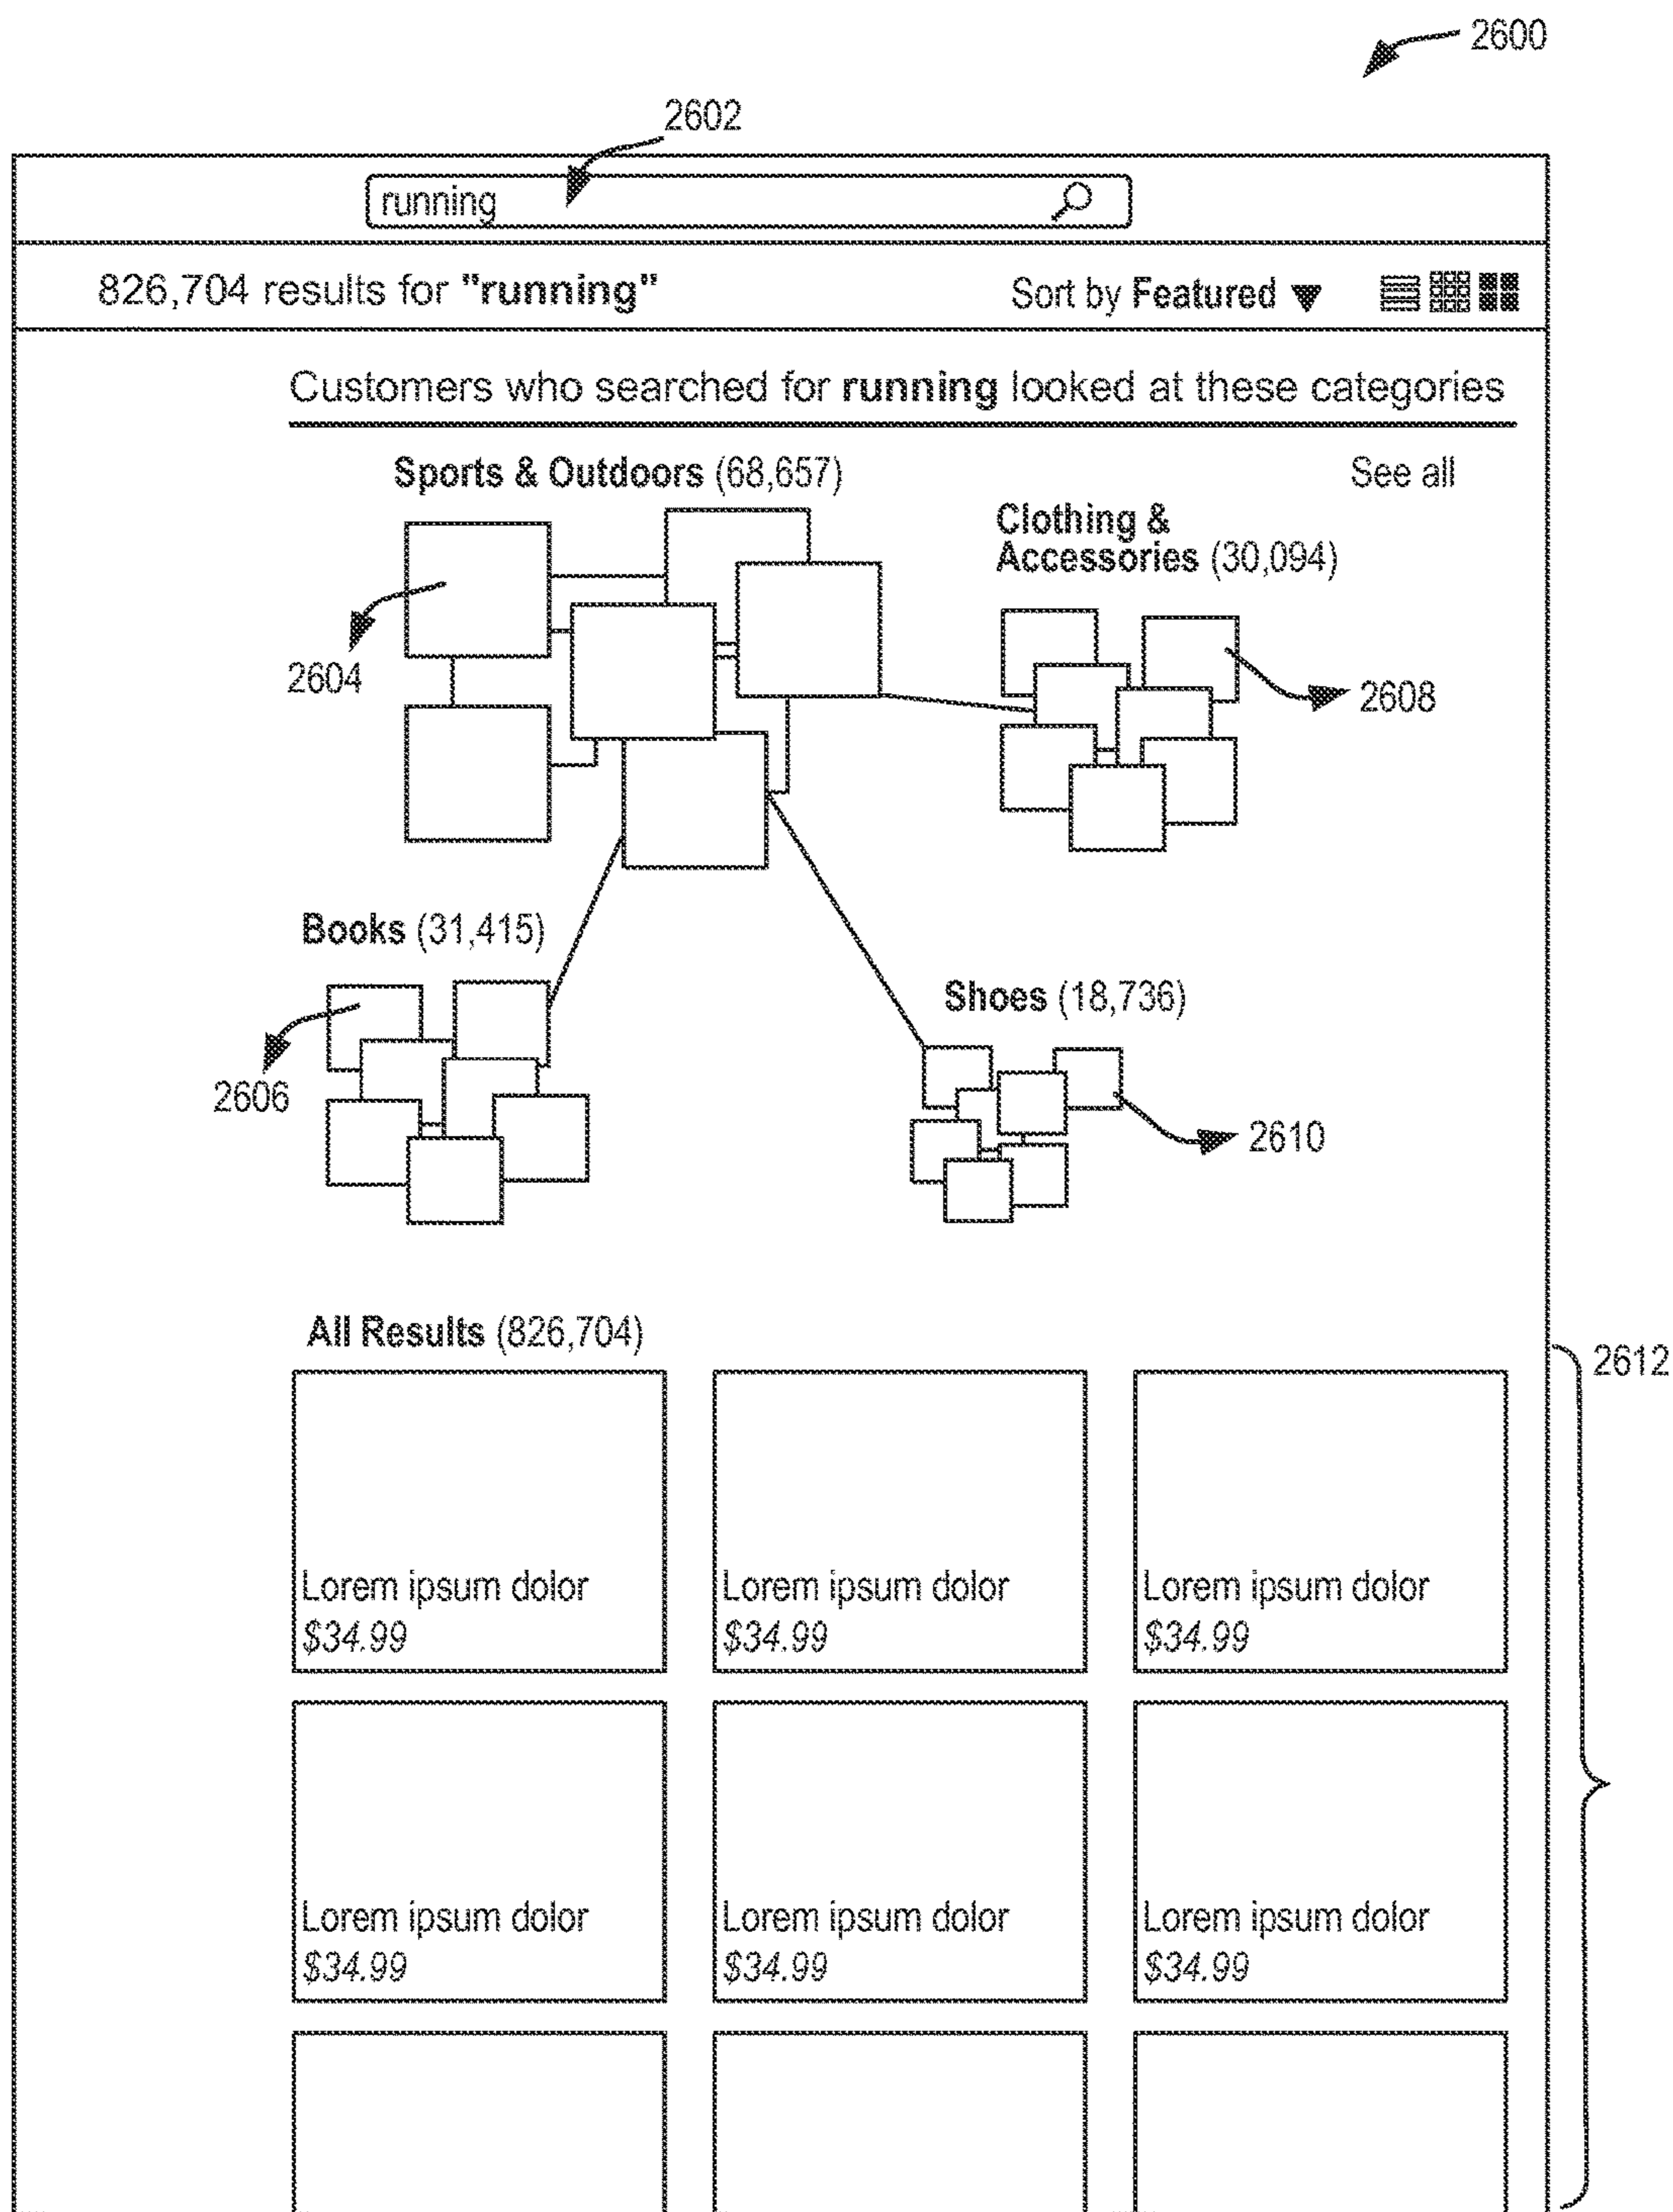 2600
2602
running
826,704 results for "running"
Sort by Featured
Customers who searched for running looked at these categories
Sports & Outdoors (68,657)
See all
Clothing &
Accessories (30,094)
2604
2608
Books (31,415)
Shoes (18,736)
2606
2610
All Results (826,704)
2612
Lorem ipsum dolor
$34.99
Lorem ipsum dolor
$34.99
Lorem ipsum dolor
$34.99
Lorem ipsum dolor
$34.99
Lorem ipsum dolor
$34.99
Lorem ipsum dolor
$34.99